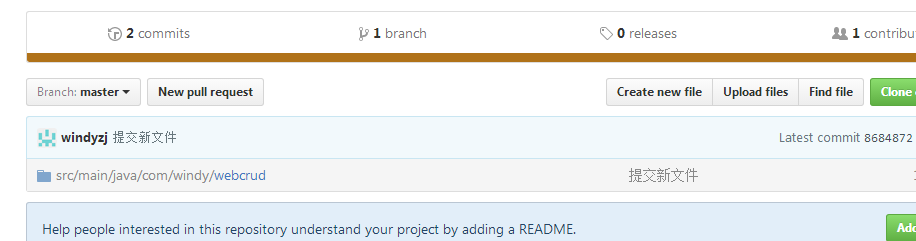 2 commits 1 branch 0 releases 1 contribu
Branch: master New pull request Create new file Upload files Find file Clone
windyzj 提交新文件 Latest commit 8684872
src/main/java/com/windy/webcrud 提交新文件
Help people interested in this repository understand your project by adding a README. Add